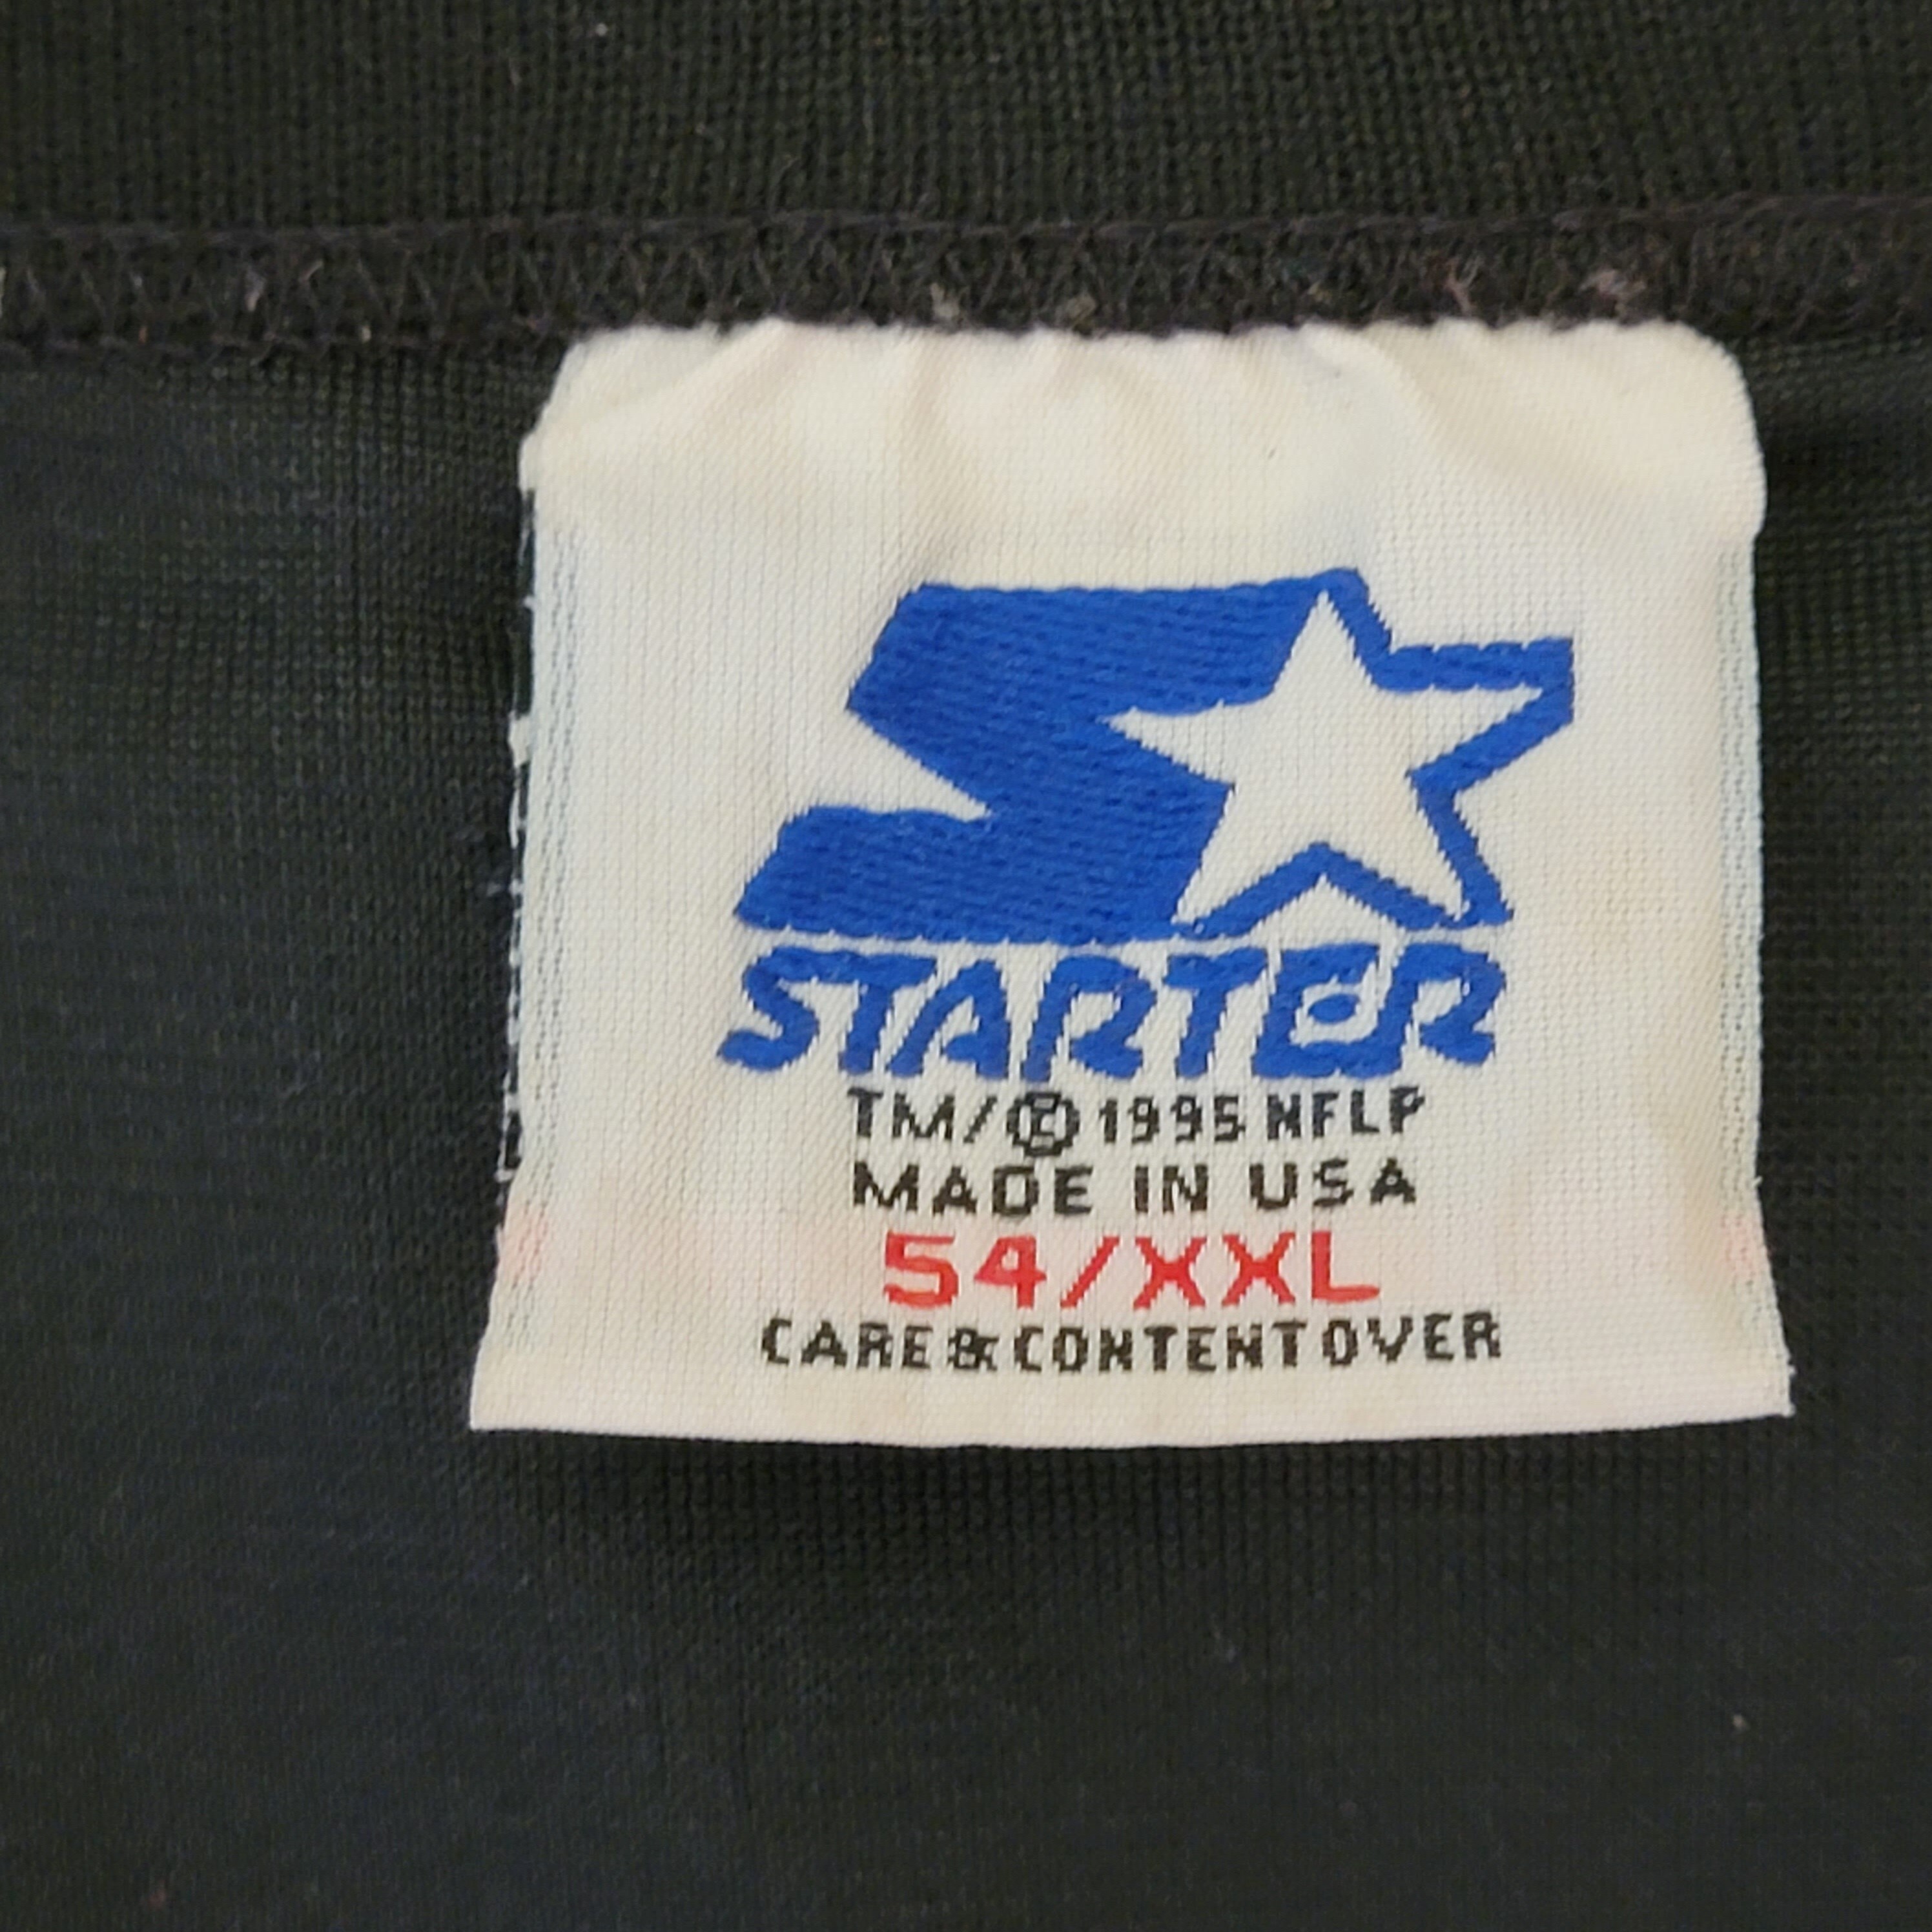 STARTER
TM/© 1995 NFLP
MADE IN USA
54/XXL
CARE & CONTENT OVER